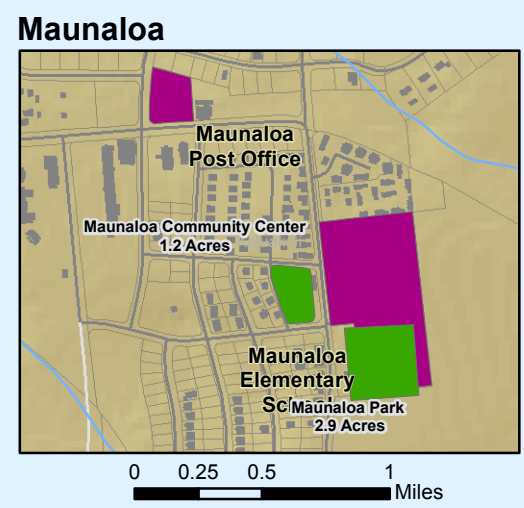 Maunaloa
Maunaloa
Post Office
Maunaloa Community Center
1.2 Acres
Maunaloa
Elementary
School
Maunaloa Park
2.9 Acres
0 0.25 0.5 1
Miles